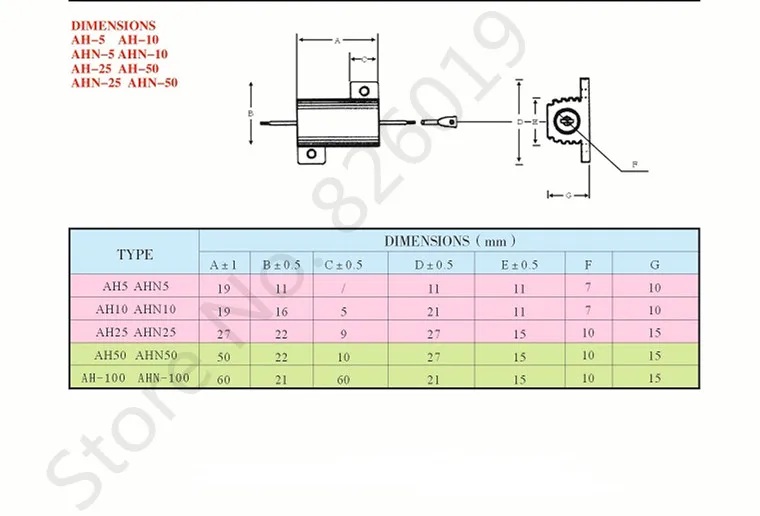 DIMENSIONS
AH-5 AH-10
AHN-5 AHN-10
AH-25 AH-50
AHN-25 AHN-50
A
C
B
D
E
F
G
TYPE
DIMENSIONS ( mm )
A±1 B±0.5 C±0.5 D±0.5 E±0.5 F G
AH5 AHN5 19 11 / 11 11 7 10
AH10 AHN10 19 16 5 21 11 7 10
AH25 AHN25 27 22 9 27 15 10 15
AH50 AHN50 50 22 10 27 15 10 15
AH-100 AHN-100 60 21 60 21 15 10 15
Store No. 826019